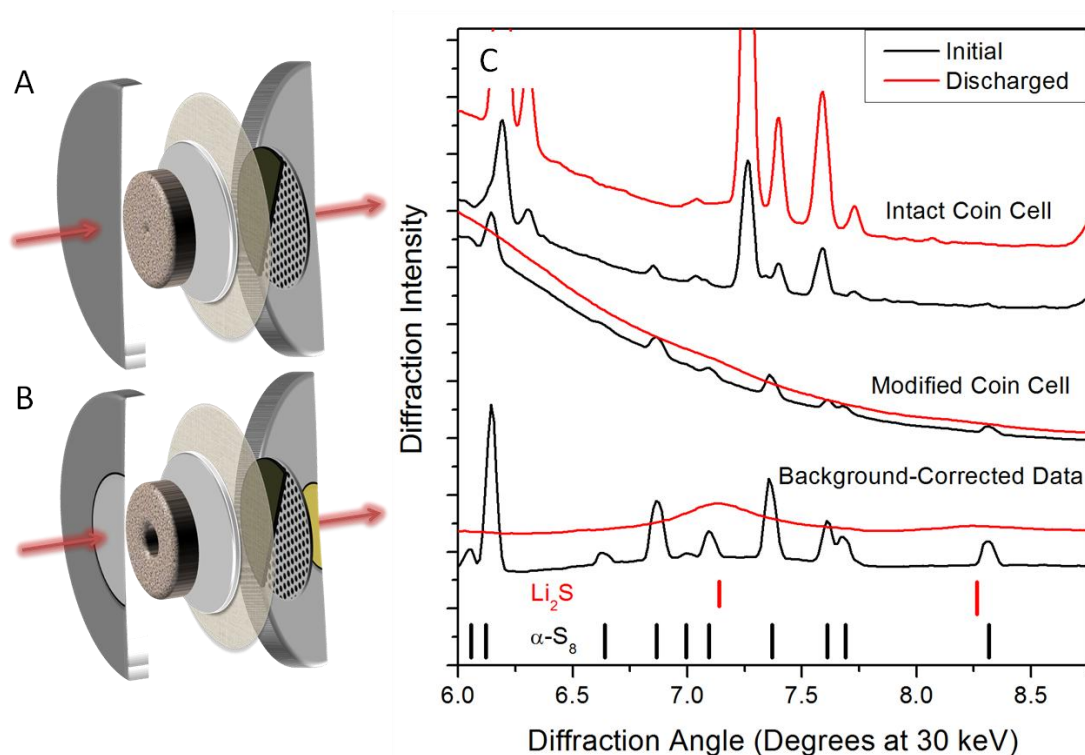 A
B
C
Initial
Discharged
Intact Coin Cell
Modified Coin Cell
Background-Corrected Data
Li₂S
α-S₈
6.0 6.5 7.0 7.5 8.0 8.5
Diffraction Angle (Degrees at 30 keV)
Diffraction Intensity